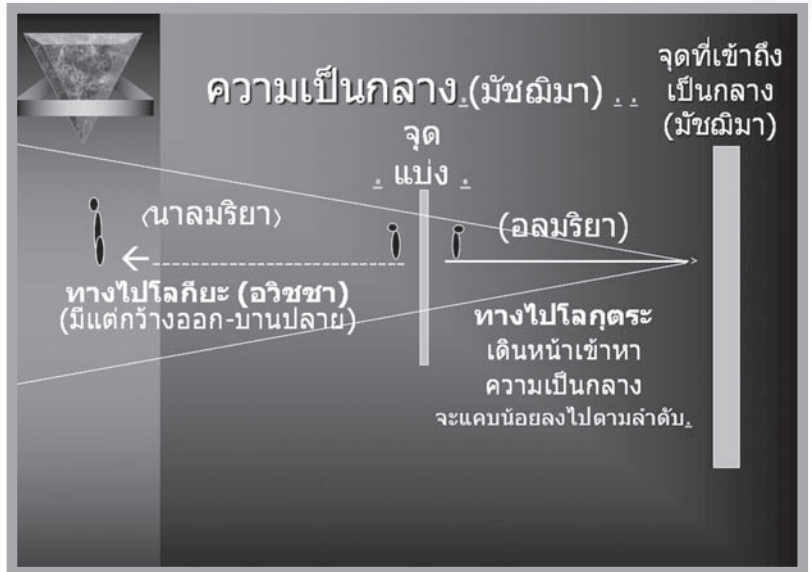 ความเป็นกลาง.(มัชฌิมา) . .
จุดที่เข้าถึง
เป็นกลาง
(มัชฌิมา)
จุด
. แบ่ง .
(นาลมริยา)
(อลมริยา)
ทางไปโลกียะ (อวิชชา)
(มีแต่กว้างออก-บานปลาย)
ทางไปโลกุตระ
เดินหน้าเข้าหา
ความเป็นกลาง
จะแคบน้อยลงไปตามลำดับ.